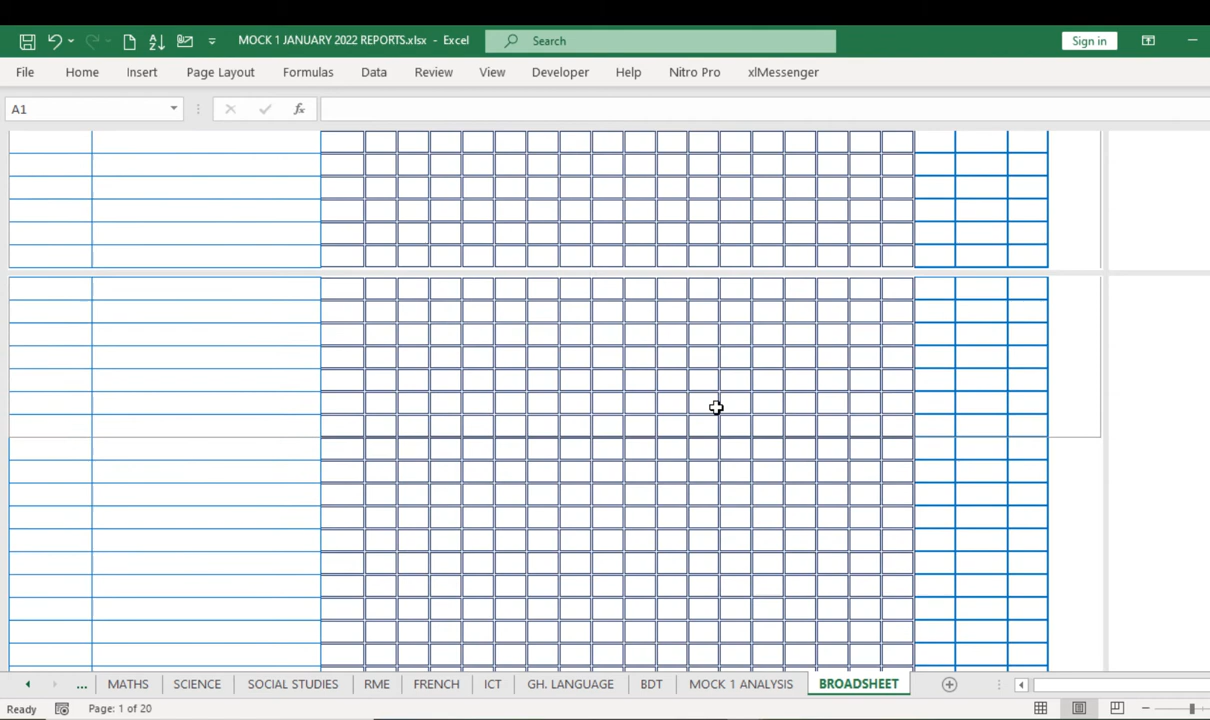 MOCK 1 JANUARY 2022 REPORTS.xlsx - Excel
Search
Sign in
File Home Insert Page Layout Formulas Data Review View Developer Help Nitro Pro xlMessenger
A1
fx
... MATHS SCIENCE SOCIAL STUDIES RME FRENCH ICT GH. LANGUAGE BDT MOCK 1 ANALYSIS BROADSHEET
Ready Page: 1 of 20